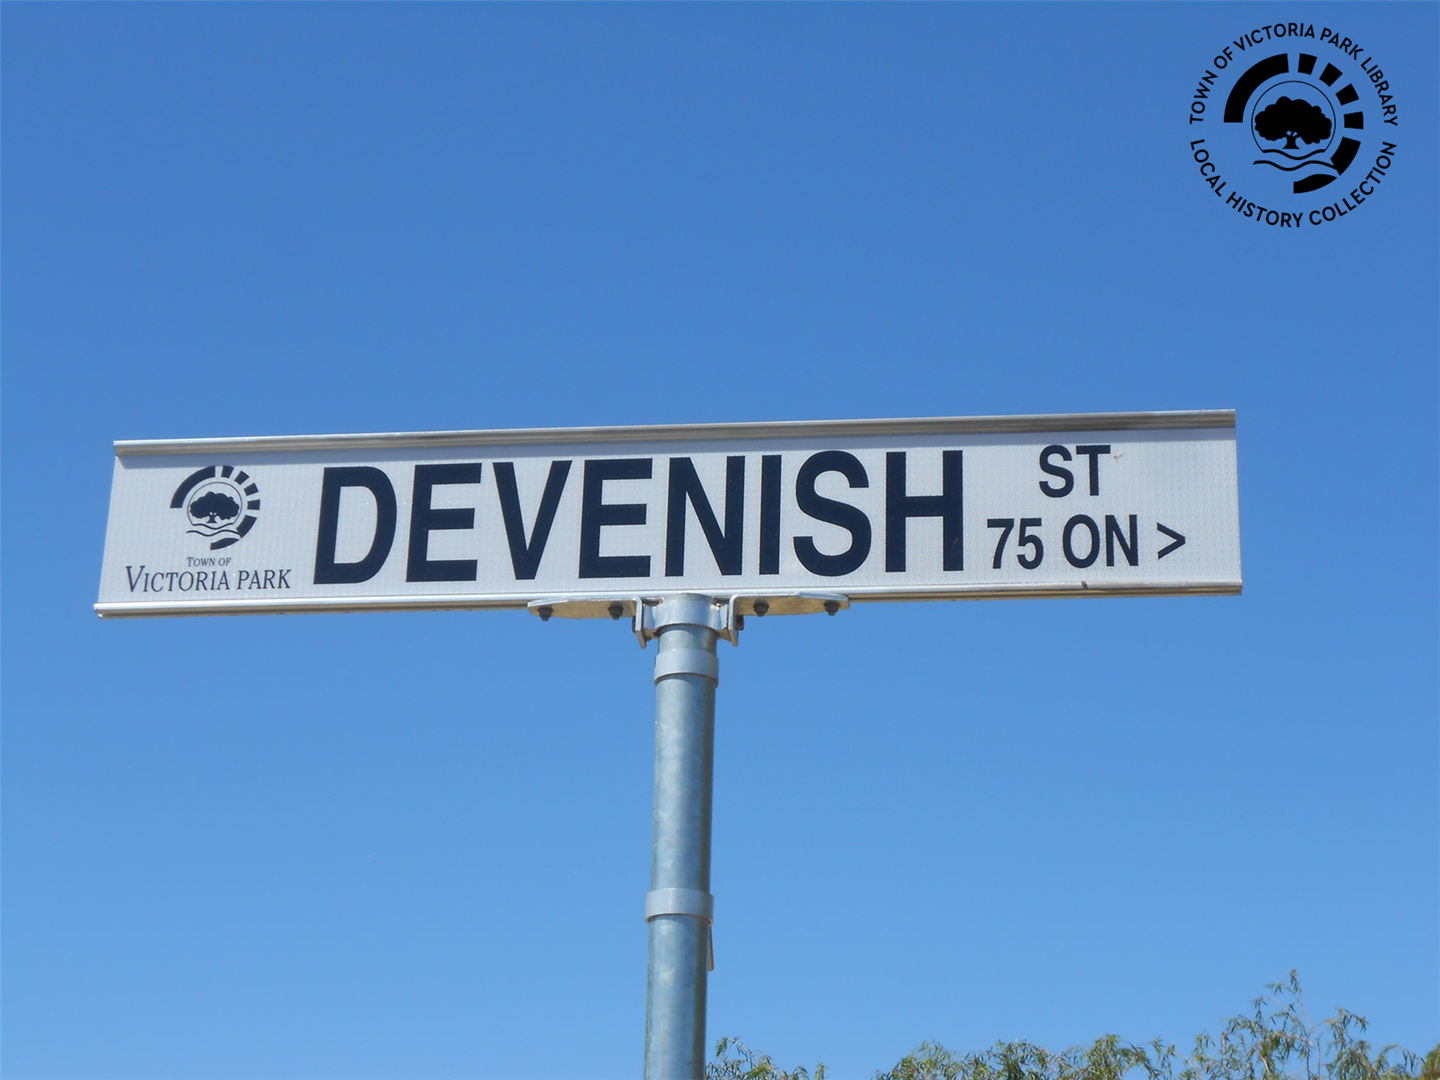 TOWN OF VICTORIA PARK LIBRARY
LOCAL HISTORY COLLECTION
TOWN OF
VICTORIA PARK
DEVENISH
ST
75 ON >